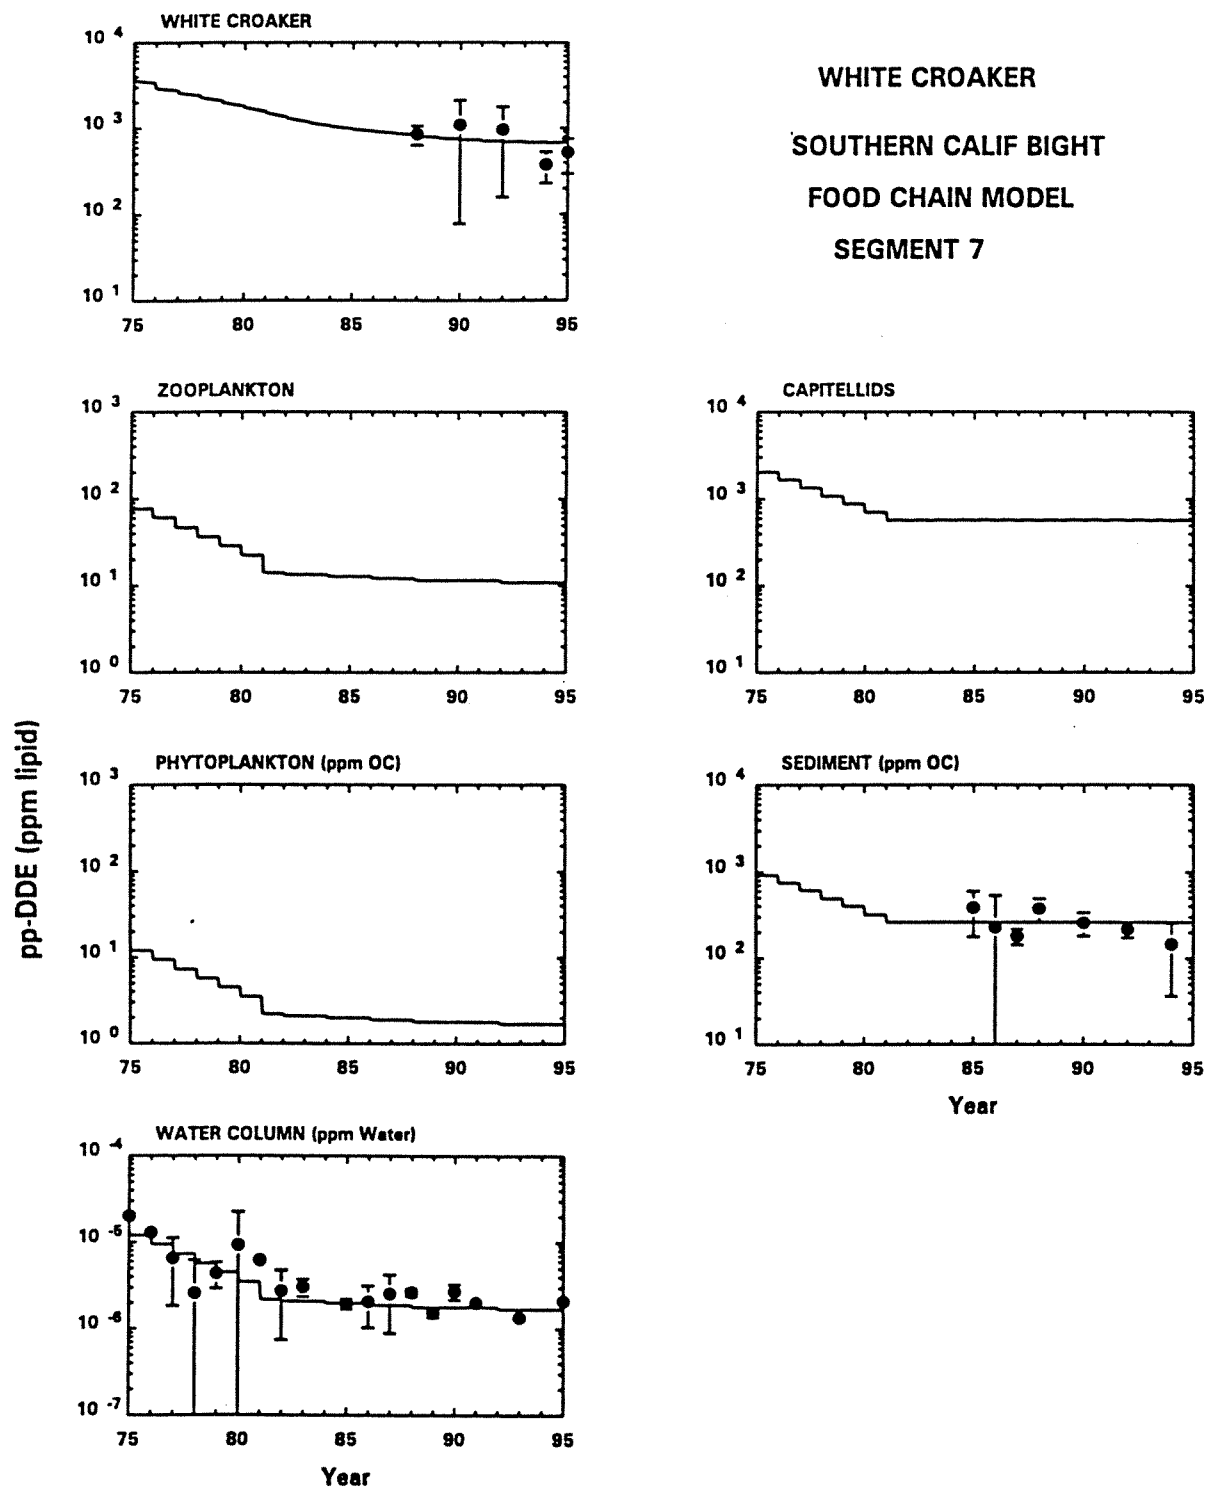 WHITE CROAKER
10 4
10 3
10 2
10 1
75 80 85 90 95
WHITE CROAKER
SOUTHERN CALIF BIGHT
FOOD CHAIN MODEL
SEGMENT 7
ZOOPLANKTON
10 3
10 2
10 1
10 0
75 80 85 90 95
CAPITELLIDS
10 4
10 3
10 2
10 1
75 80 85 90 95
pp-DDE (ppm lipid)
PHYTOPLANKTON (ppm OC)
10 3
10 2
10 1
10 0
75 80 85 90 95
SEDIMENT (ppm OC)
10 4
10 3
10 2
10 1
75 80 85 90 95
Year
WATER COLUMN (ppm Water)
10 -4
10 -5
10 -6
10 -7
75 80 85 90 95
Year